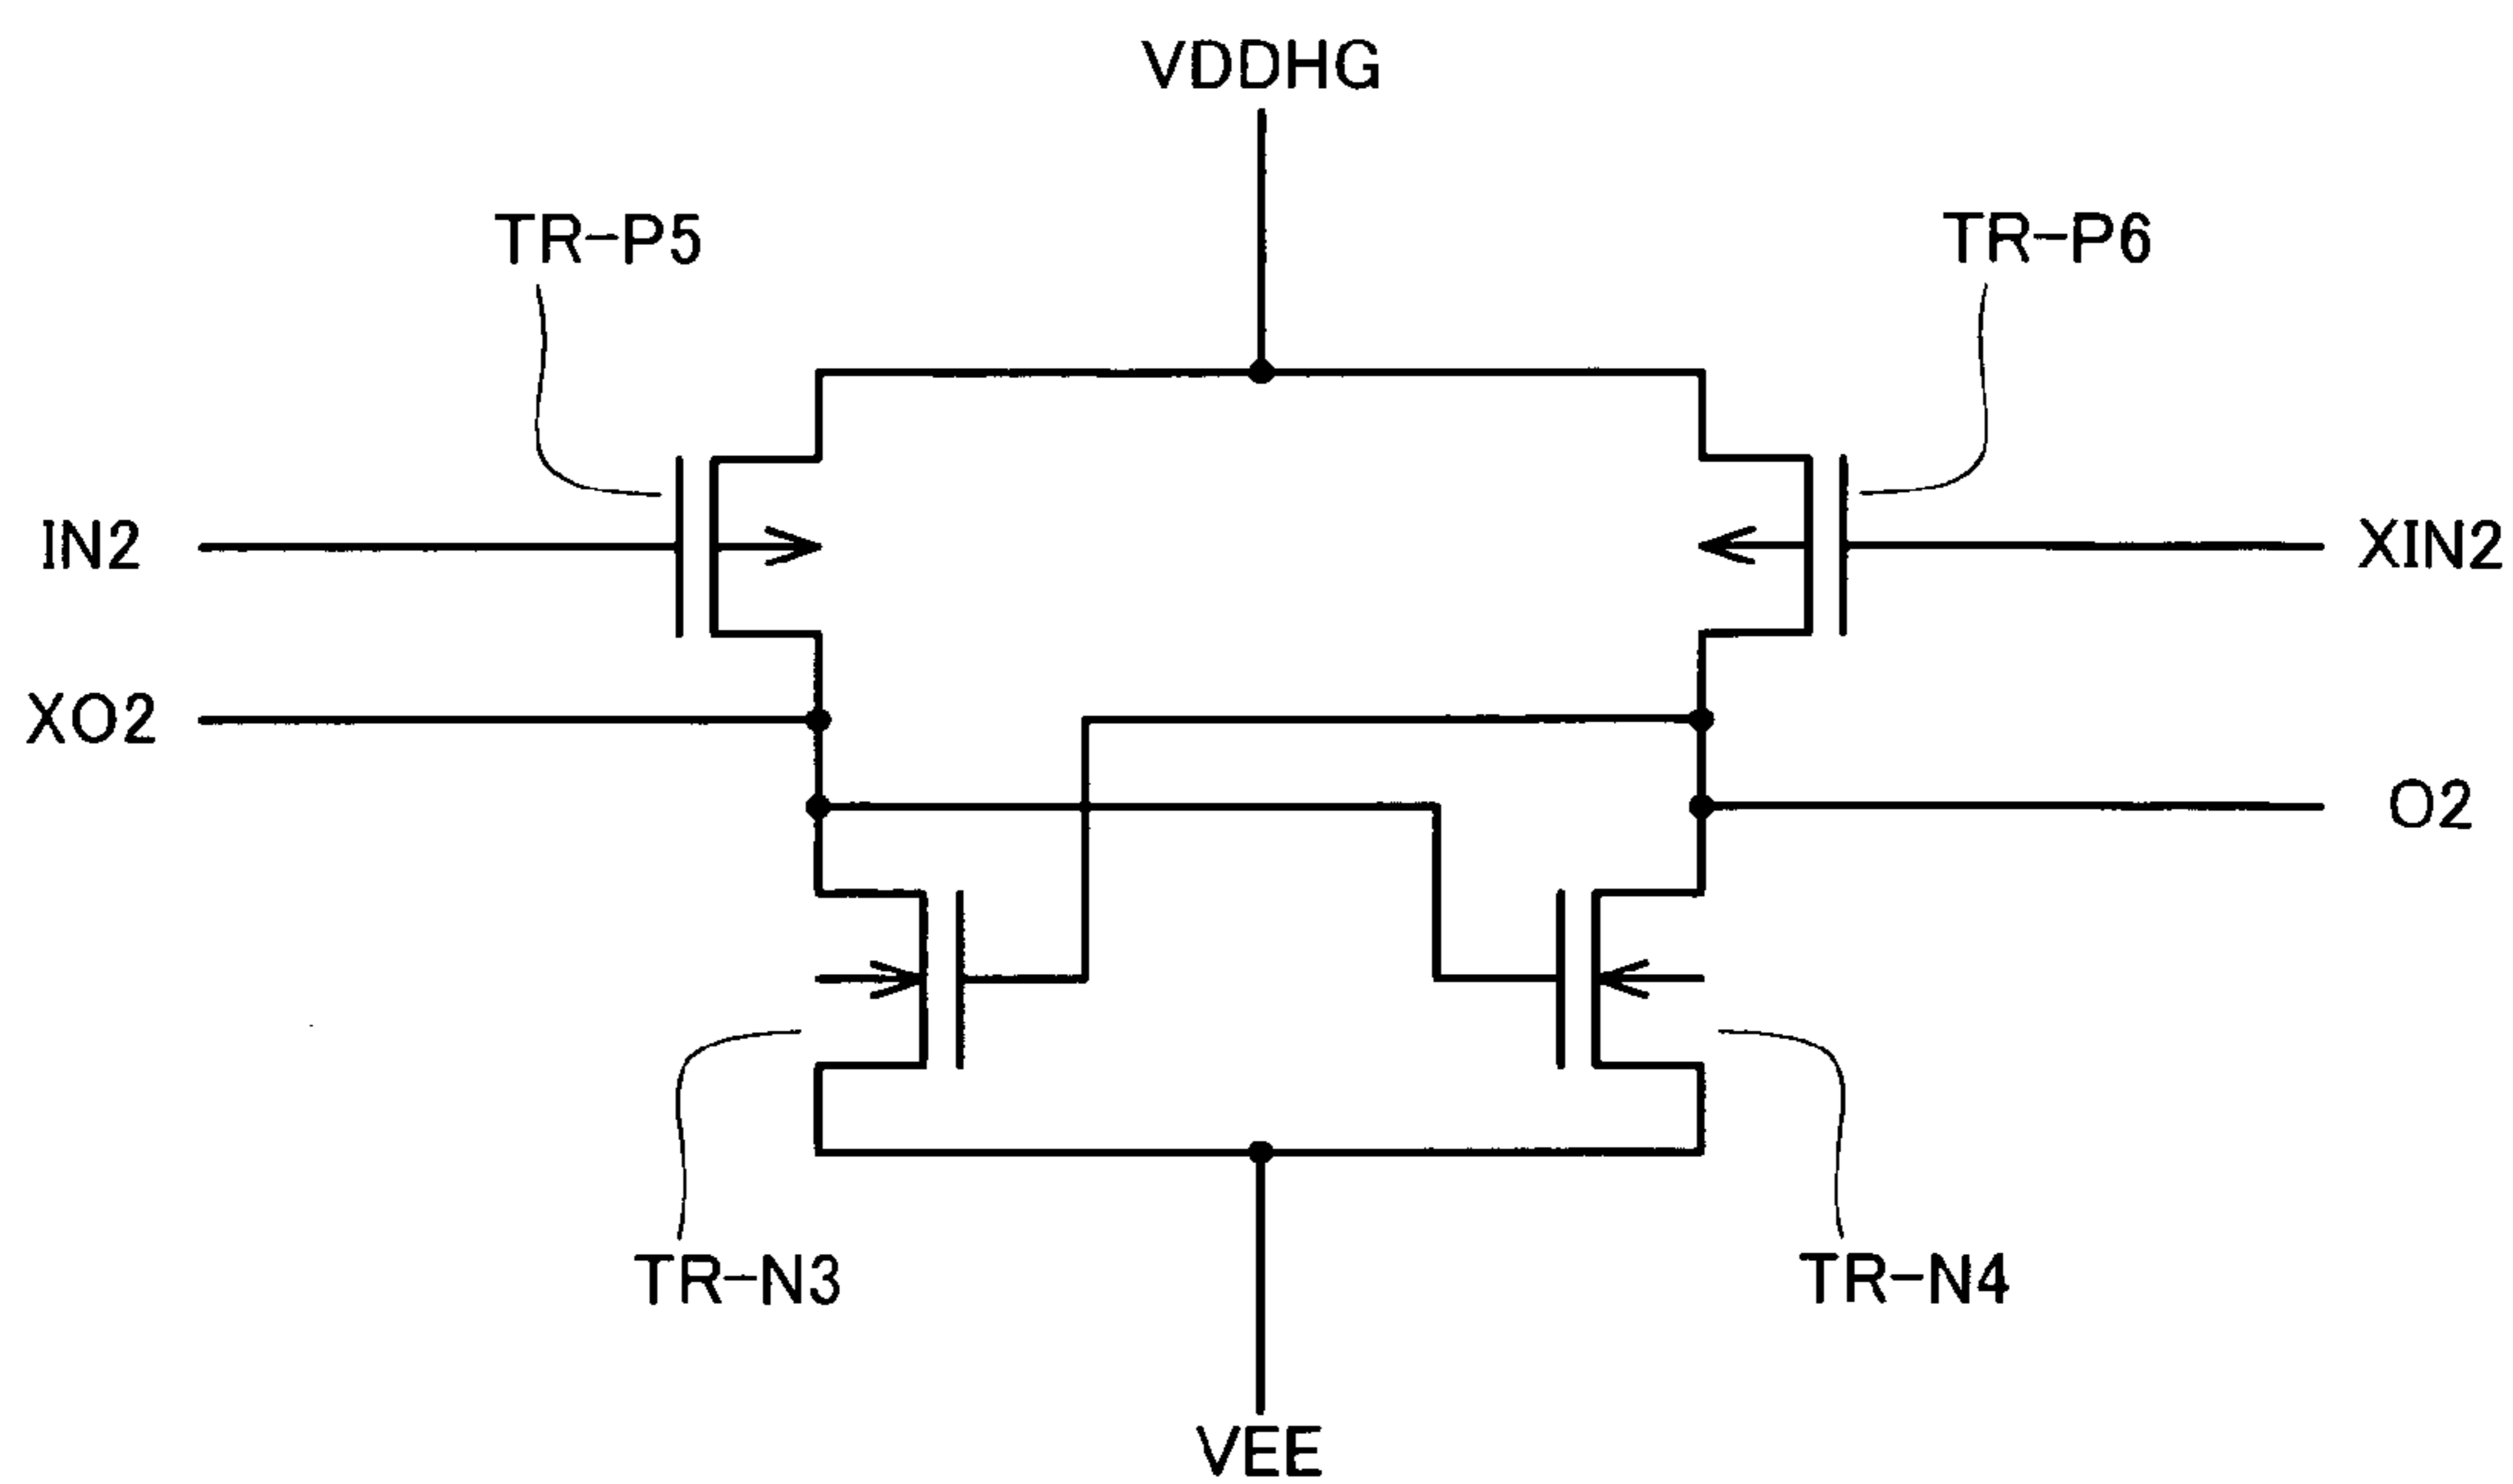 VDDHG
TR-P5
TR-P6
IN2
XIN2
XO2
O2
TR-N3
TR-N4
VEE